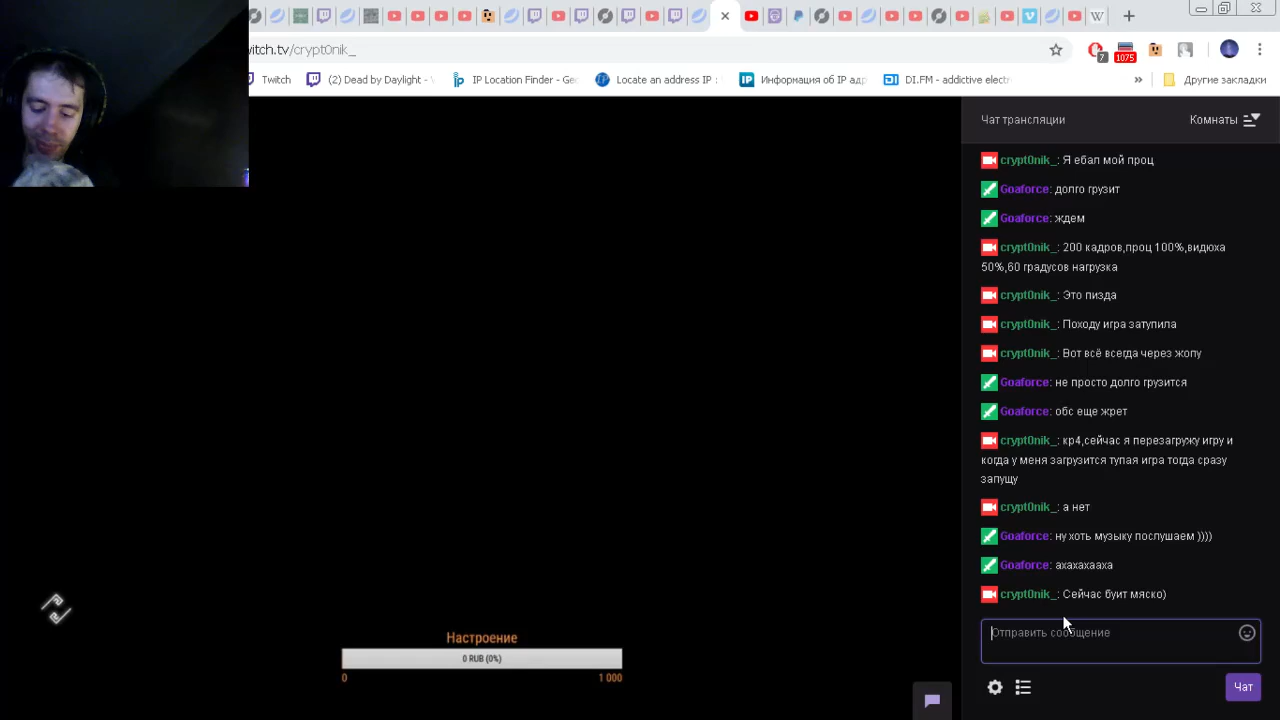 witch.tv/crypt0nik_
7
1075
Twitch
(2) Dead by Daylight -
IP Location Finder - Geo
Locate an address IP :
Информация об IP адр
DI.FM - addictive electr
»
Другие закладки
Чат трансляции
Комнаты
crypt0nik_: Я ебал мой проц
Goaforce: долго грузит
Goaforce: ждем
crypt0nik_: 200 кадров,проц 100%,видюха
50%,60 градусов нагрузка
crypt0nik_: Это пизда
crypt0nik_: Походу игра затупила
crypt0nik_: Вот всё всегда через жопу
Goaforce: не просто долго грузится
Goaforce: обс еще жрет
crypt0nik_: кр4,сейчас я перезагружу игру и
когда у меня загрузится тупая игра тогда сразу
запущу
crypt0nik_: а нет
Goaforce: ну хоть музыку послушаем ))))
Goaforce: ахахахааха
crypt0nik_: Сейчас буит мяско)
Отправить сообщение
Чат
Настроение
0 RUB (0%)
0
1 000